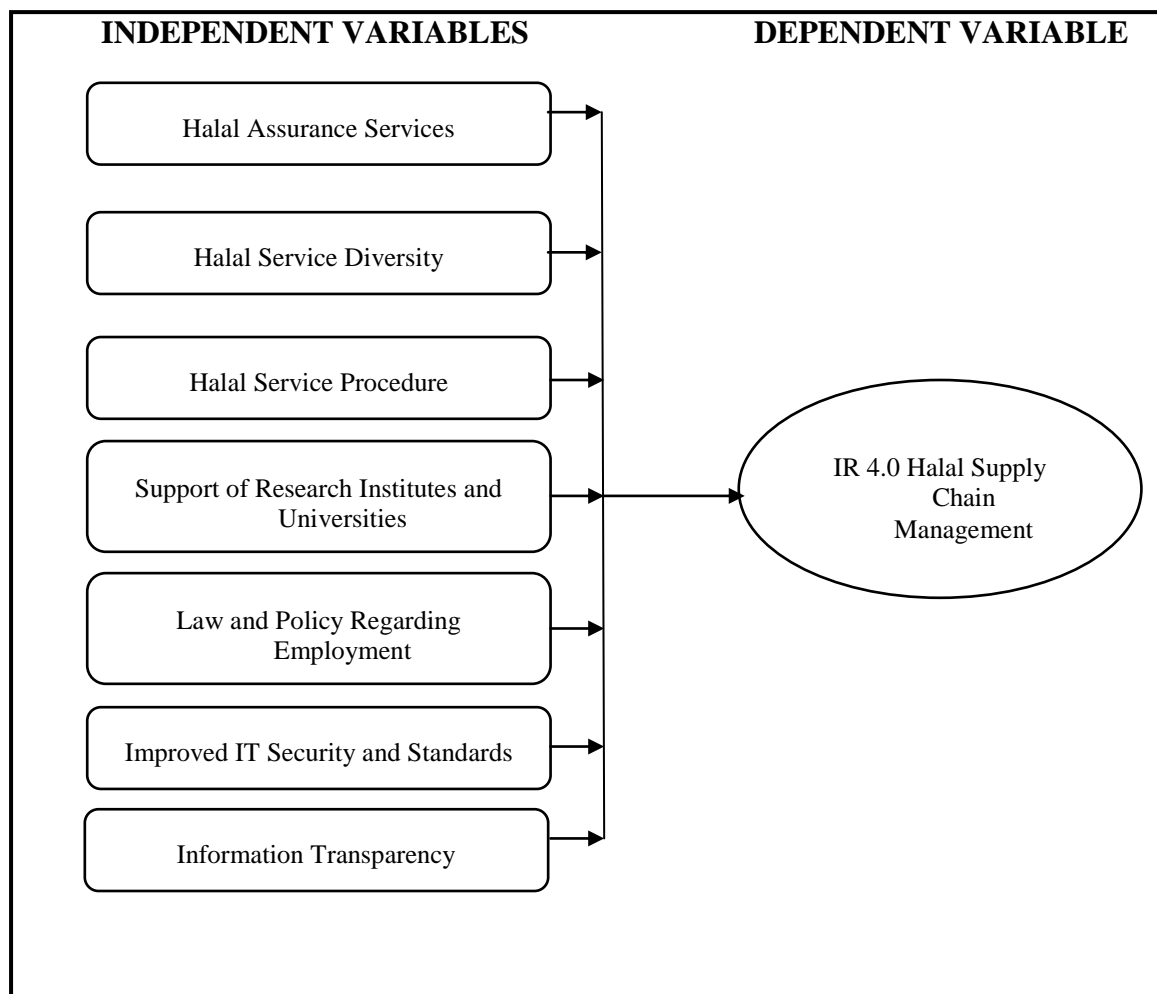 INDEPENDENT VARIABLES
DEPENDENT VARIABLE
Halal Assurance Services
Halal Service Diversity
Halal Service Procedure
Support of Research Institutes and
Universities
Law and Policy Regarding
Employment
Improved IT Security and Standards
Information Transparency
IR 4.0 Halal Supply
Chain
Management